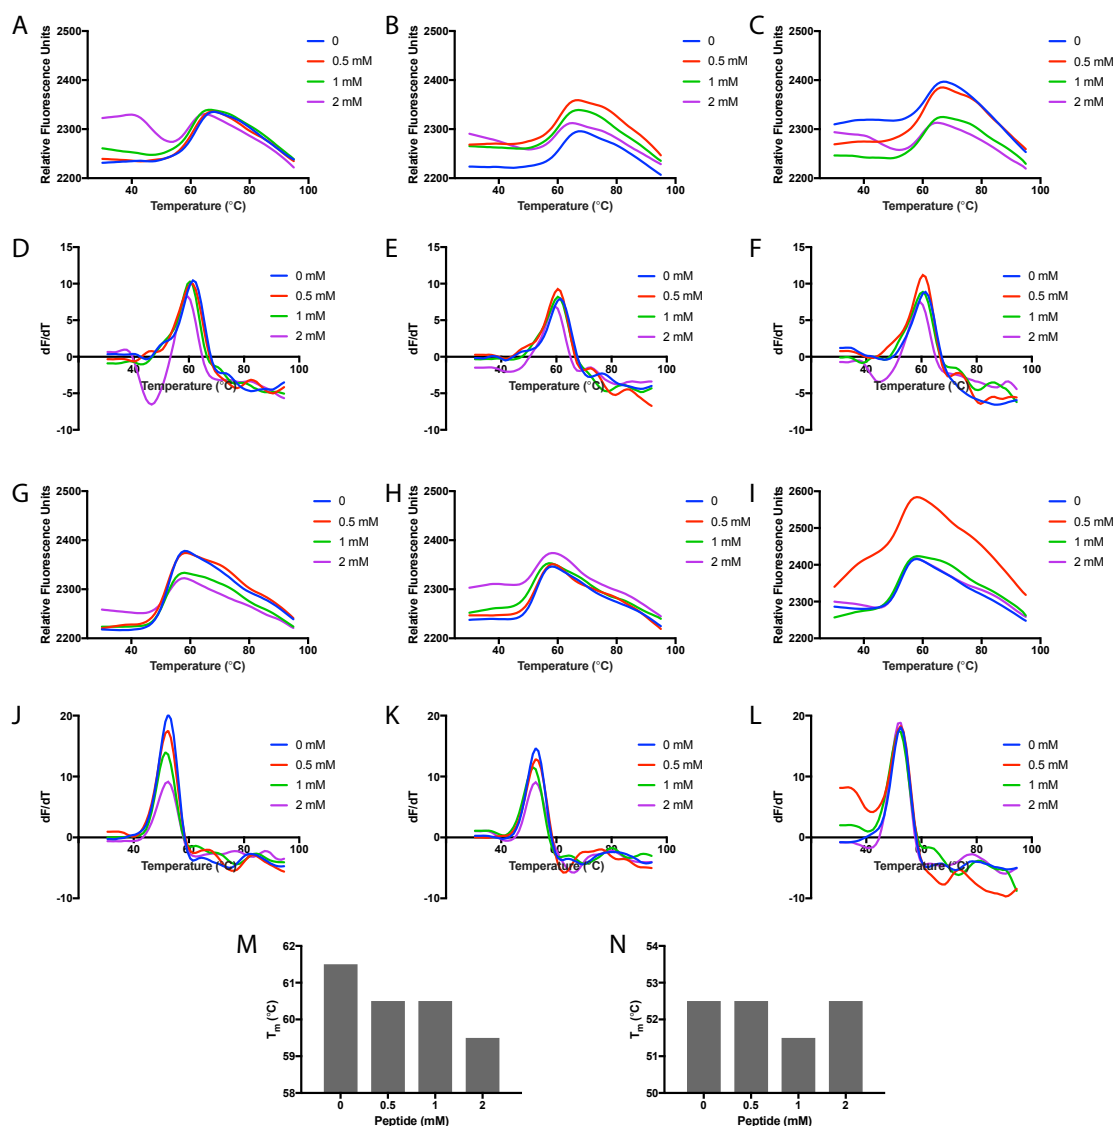 A
Relative Fluorescence Units
2500
2400
2300
2200
40
60
80
100
Temperature (°C)
0
0.5 mM
1 mM
2 mM
B
Relative Fluorescence Units
2500
2400
2300
2200
40
60
80
100
Temperature (°C)
0
0.5 mM
1 mM
2 mM
C
Relative Fluorescence Units
2500
2400
2300
2200
40
60
80
100
Temperature (°C)
0
0.5 mM
1 mM
2 mM
D
dF/dT
15
10
5
0
-5
-10
40
60
80
100
Temperature (°C)
0 mM
0.5 mM
1 mM
2 mM
E
dF/dT
15
10
5
0
-5
-10
40
60
80
100
Temperature (°C)
0 mM
0.5 mM
1 mM
2 mM
F
dF/dT
15
10
5
0
-5
-10
40
60
80
100
Temperature (°C)
0 mM
0.5 mM
1 mM
2 mM
G
Relative Fluorescence Units
2500
2400
2300
2200
40
60
80
100
Temperature (°C)
0
0.5 mM
1 mM
2 mM
H
Relative Fluorescence Units
2500
2400
2300
2200
40
60
80
100
Temperature (°C)
0
0.5 mM
1 mM
2 mM
I
Relative Fluorescence Units
2600
2500
2400
2300
2200
40
60
80
100
Temperature (°C)
0
0.5 mM
1 mM
2 mM
J
dF/dT
20
10
0
-10
40
60
80
100
Temperature (°C)
0 mM
0.5 mM
1 mM
2 mM
K
dF/dT
20
10
0
-10
40
60
80
100
Temperature (°C)
0 mM
0.5 mM
1 mM
2 mM
L
dF/dT
20
10
0
-10
40
60
80
100
Temperature (°C)
0 mM
0.5 mM
1 mM
2 mM
M
Tm (°C)
62
61
60
59
58
0
0.5
1
2
Peptide (mM)
N
Tm (°C)
54
53
52
51
50
0
0.5
1
2
Peptide (mM)